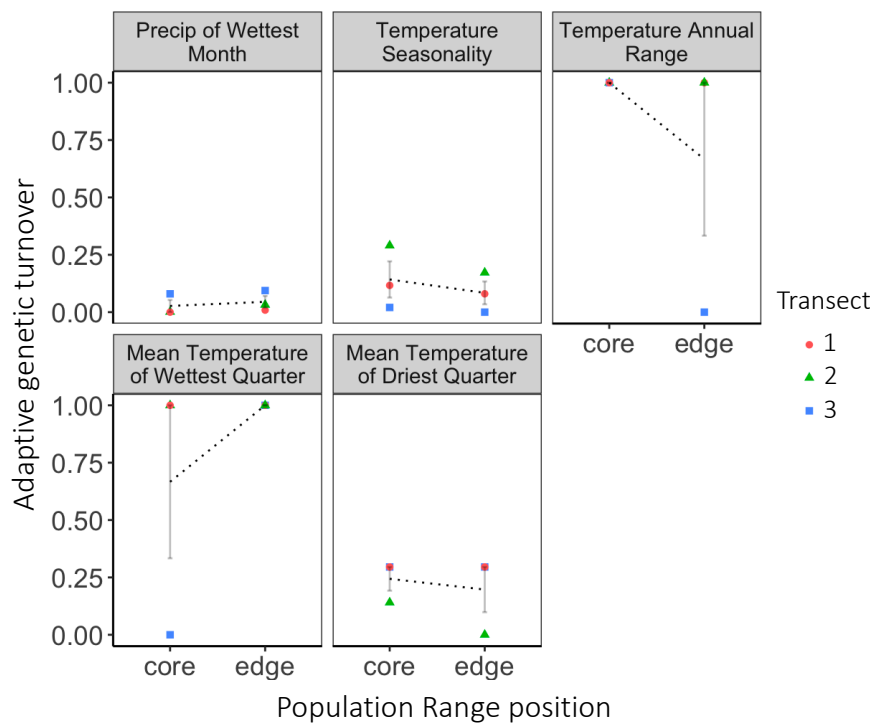 Precip of Wettest
Month
Temperature
Seasonality
Temperature Annual
Range
1.00
0.75
0.50
0.25
0.00
core
edge
Mean Temperature
of Wettest Quarter
Mean Temperature
of Driest Quarter
1.00
0.75
0.50
0.25
0.00
core
edge
core
edge
Adaptive genetic turnover
Population Range position
Transect
1
2
3